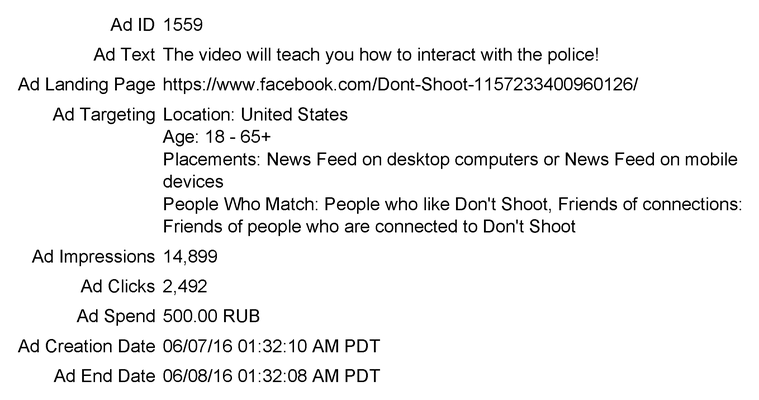 Ad ID 1559
Ad Text The video will teach you how to interact with the police!
Ad Landing Page https://www.facebook.com/Dont-Shoot-1157233400960126/
Ad Targeting Location: United States
Age: 18 - 65+
Placements: News Feed on desktop computers or News Feed on mobile
devices
People Who Match: People who like Don't Shoot, Friends of connections:
Friends of people who are connected to Don't Shoot
Ad Impressions 14,899
Ad Clicks 2,492
Ad Spend 500.00 RUB
Ad Creation Date 06/07/16 01:32:10 AM PDT
Ad End Date 06/08/16 01:32:08 AM PDT